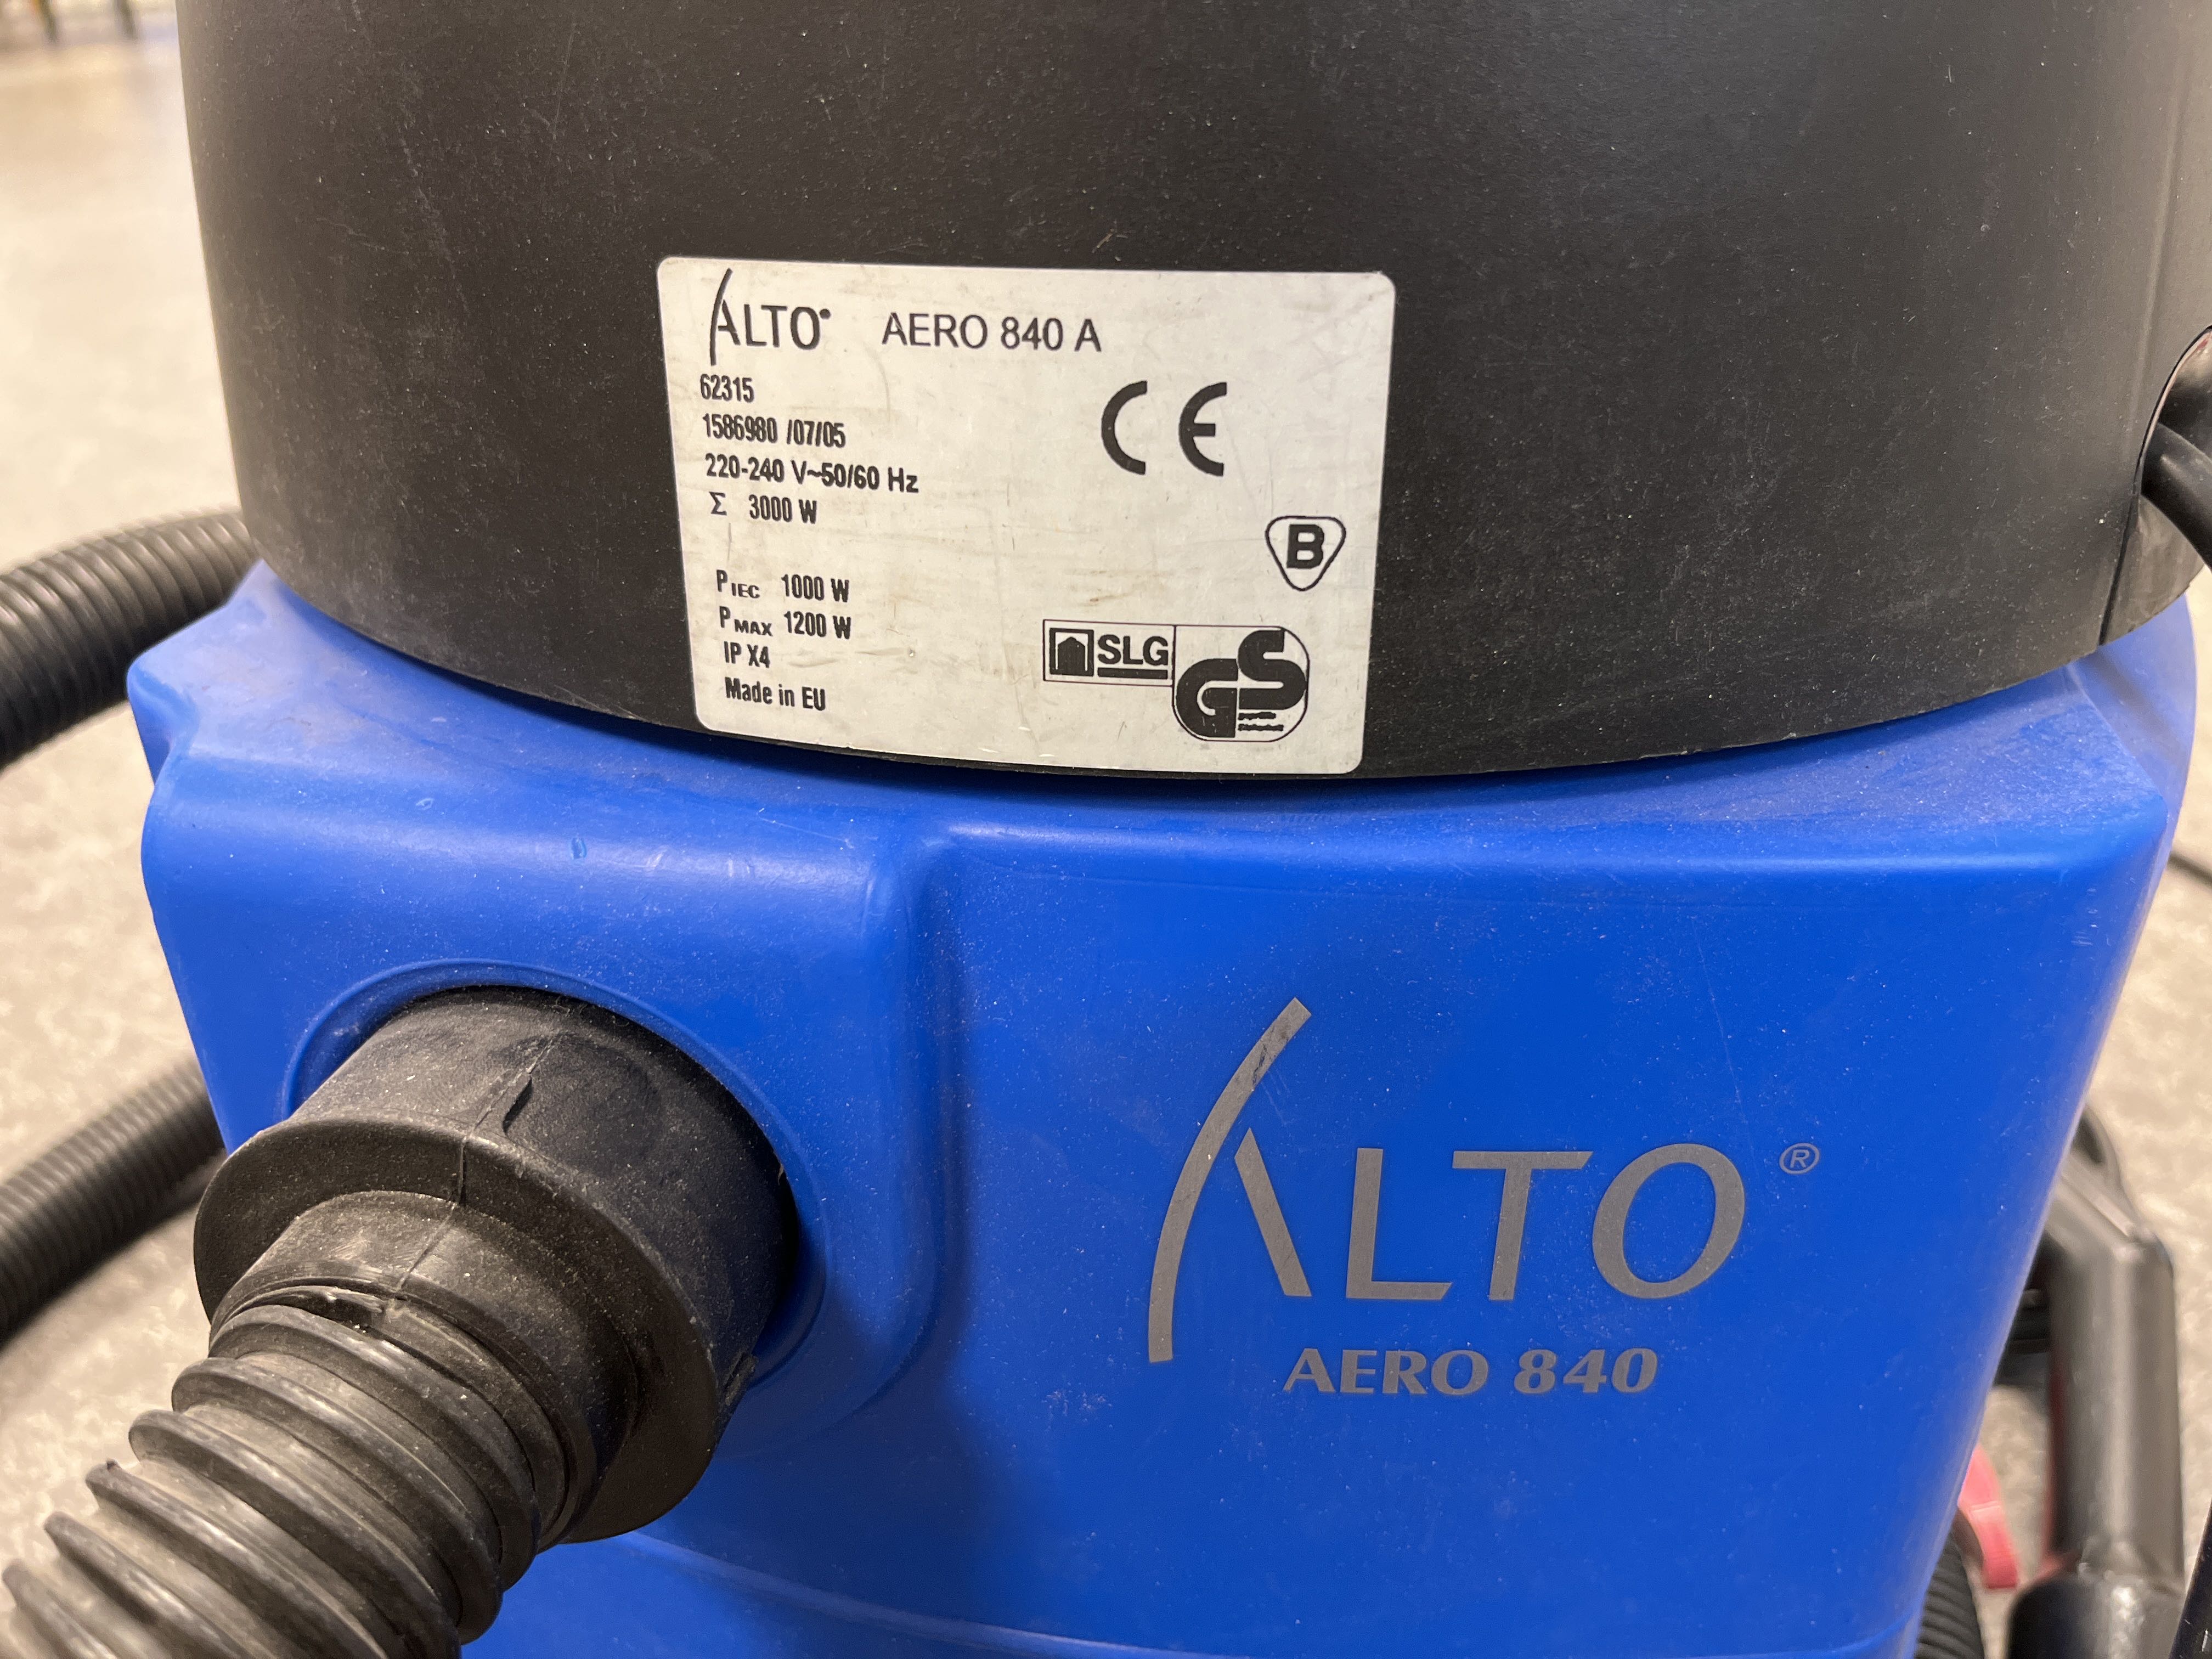 ALTO AERO 840 A
62315
1586980 /07/05
220-240 V~50/60 Hz
Σ 3000 W
CE
B
PIEC 1000 W
PMAX 1200 W
IP X4
Made in EU
SLG
GS
ALTO®
AERO 840